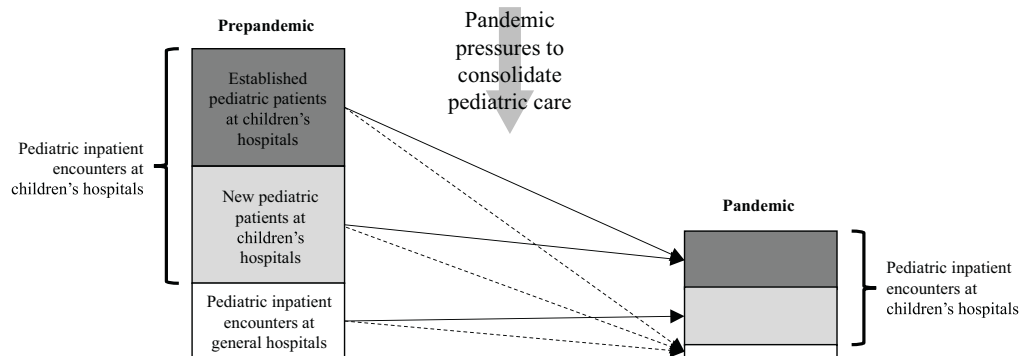 Prepandemic
Pandemic
pressures to
consolidate
pediatric care
Established
pediatric patients
at children's
hospitals
Pediatric inpatient
encounters at
children's hospitals
New pediatric
patients at
children's
hospitals
Pediatric inpatient
encounters at
general hospitals
Pandemic
Pediatric inpatient
encounters at
children's hospitals